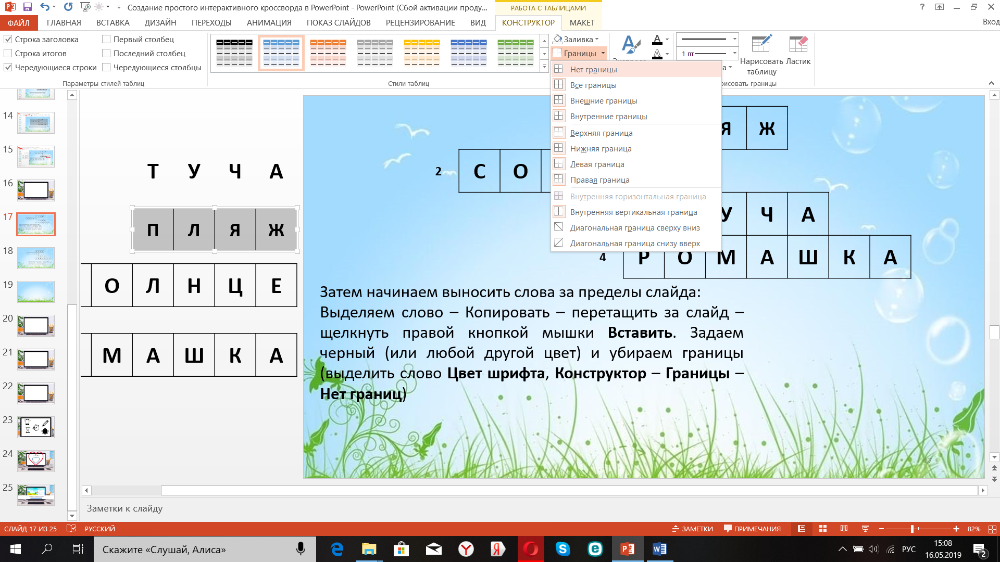 Создание простого интерактивного кроссворда в PowerPoint - PowerPoint (Сбой активации проду...
РАБОТА С ТАБЛИЦАМИ
?
ФАЙЛ ГЛАВНАЯ ВСТАВКА ДИЗАЙН ПЕРЕХОДЫ АНИМАЦИЯ ПОКАЗ СЛАЙДОВ РЕЦЕНЗИРОВАНИЕ ВИД КОНСТРУКТОР МАКЕТ Вход
Строка заголовка Первый столбец
Строка итогов Последний столбец
Чередующиеся строки Чередующиеся столбцы
Параметры стилей таблиц
Стили таблиц
Заливка
Границы
1 пт
Нарисовать таблицу
Ластик
рисовать границы
Нет границы
Все границы
Внешние границы
Внутренние границы
Верхняя граница
Нижняя граница
Левая граница
Правая граница
Внутренняя горизонтальная граница
Внутренняя вертикальная граница
Диагональная граница сверху вниз
Диагональная граница снизу вверх
14
15
16
17
18
19
20
21
22
23
24
25
Т У Ч А
П Л Я Ж
О Л Н Ц Е
М А Ш К А
Я Ж
2 С О
У Ч А
4 Р О М А Ш К А
Затем начинаем выносить слова за пределы слайда:
Выделяем слово – Копировать – перетащить за слайд –
щелкнуть правой кнопкой мышки Вставить. Задаем
черный (или любой другой цвет) и убираем границы
(выделить слово Цвет шрифта, Конструктор – Границы –
Нет границ)
17
Заметки к слайду
СЛАЙД 17 ИЗ 25 РУССКИЙ ЗАМЕТКИ ПРИМЕЧАНИЯ 82%
Скажите «Слушай, Алиса»
РУС
15:08
16.05.2019
2